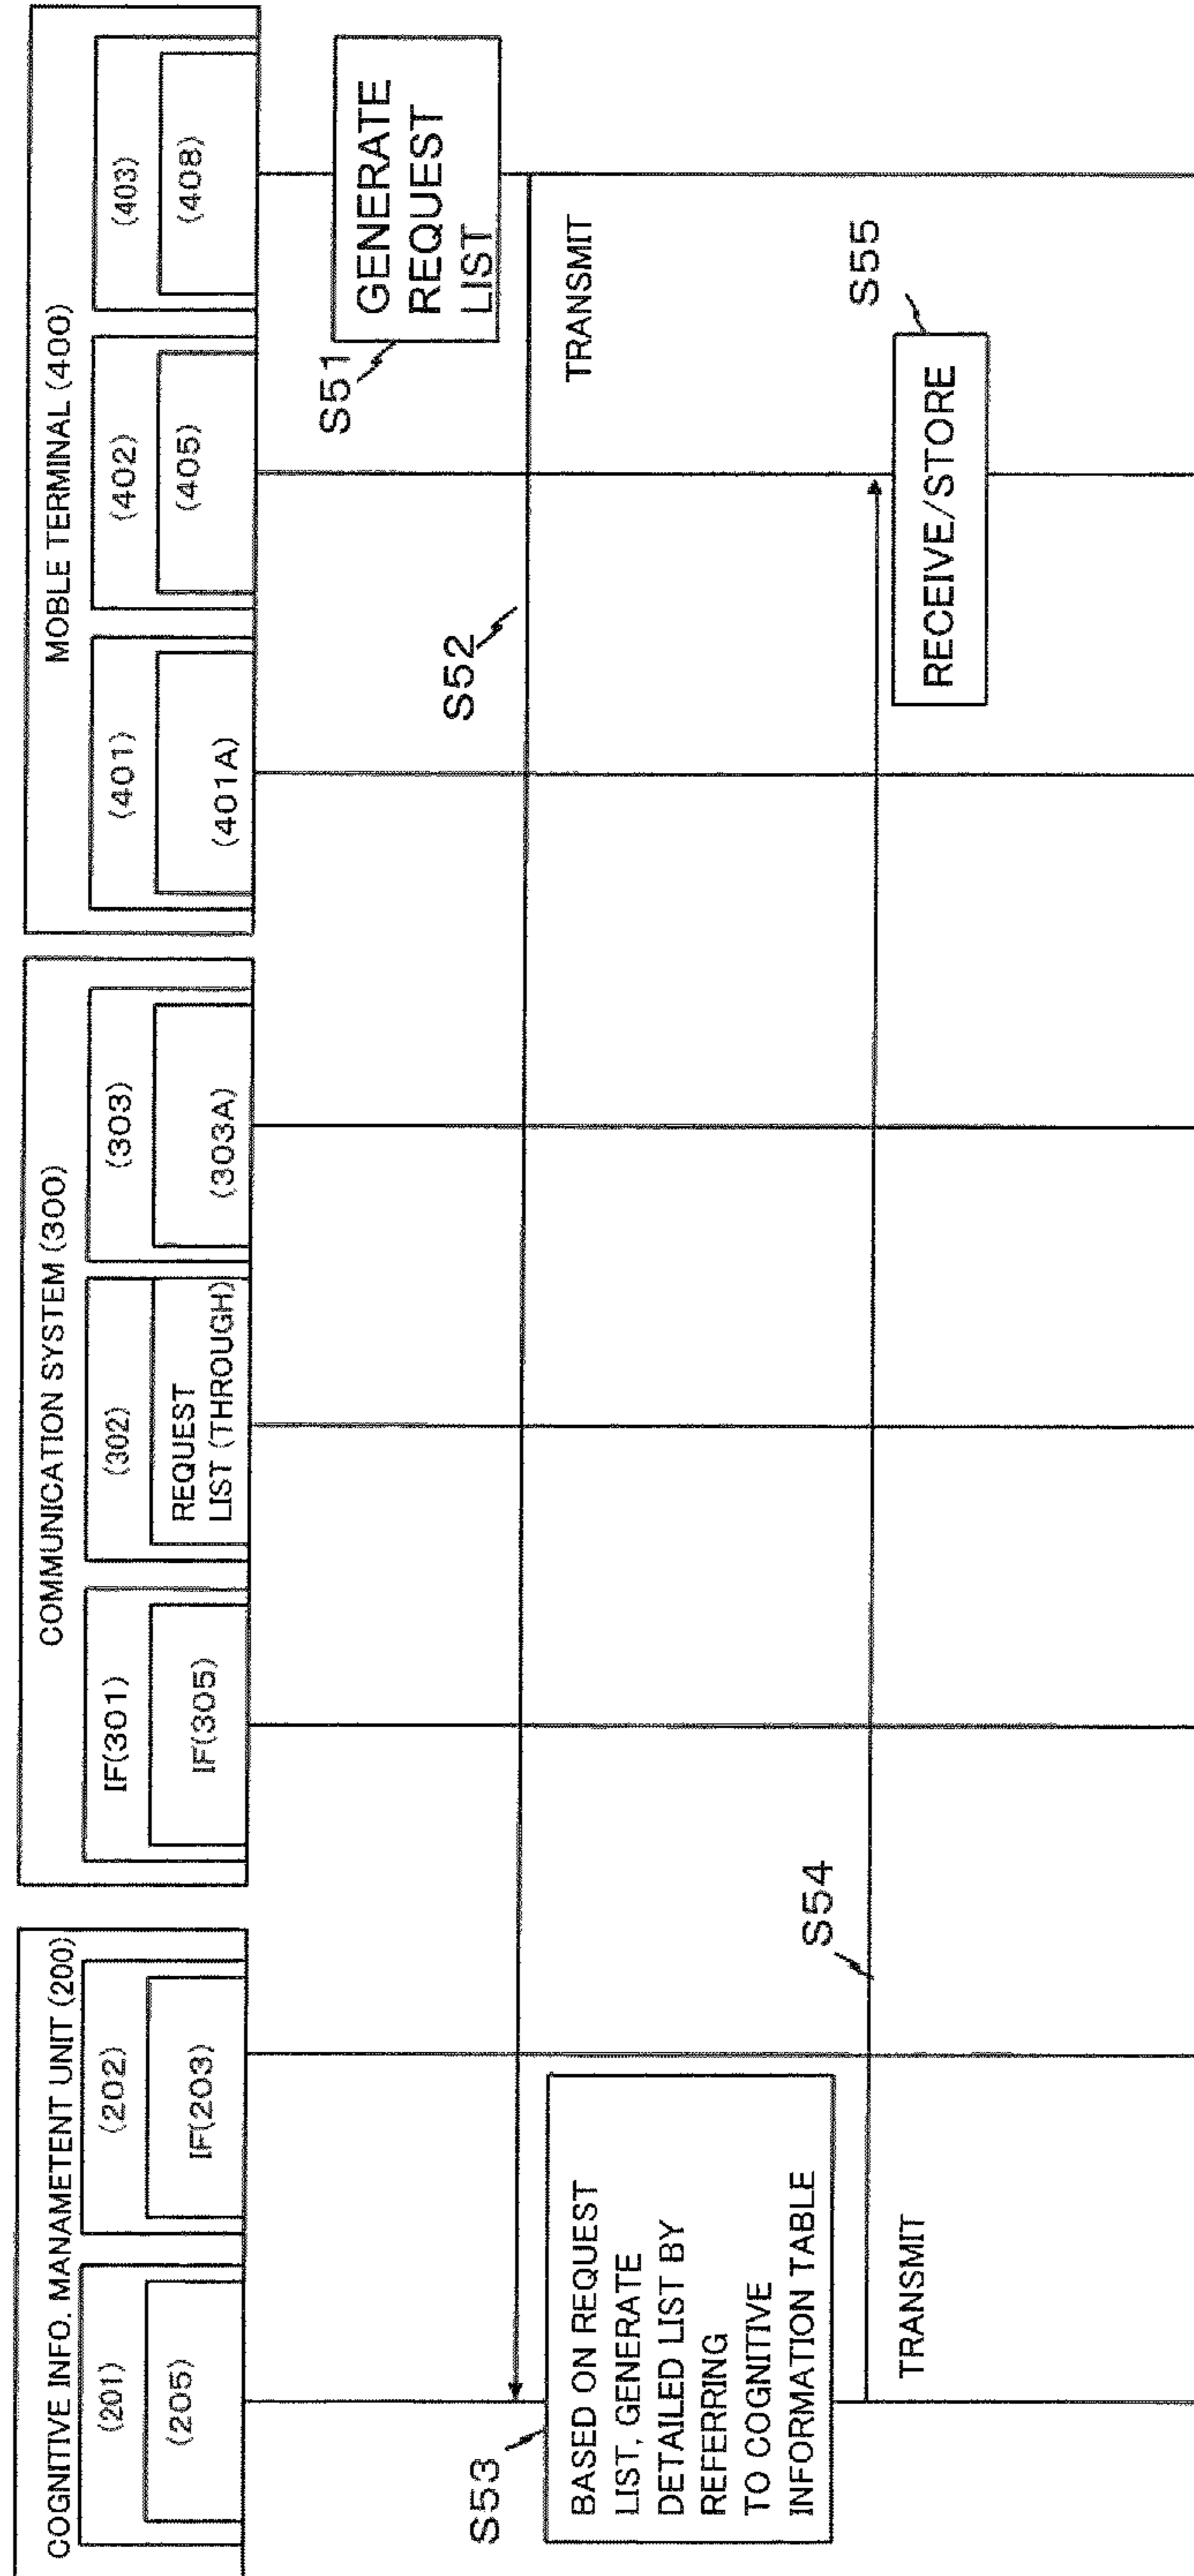 COGNITIVE INFO. MANAMETENT UNIT (200)
(201)
(205)
(202)
IF(203)
COMMUNICATION SYSTEM (300)
IF(301)
IF(305)
(302)
REQUEST
LIST (THROUGH)
(303)
(303A)
MOBLE TERMINAL (400)
(401)
(401A)
(402)
(405)
(403)
(408)
S51
GENERATE
REQUEST
LIST
S52
TRANSMIT
S53
BASED ON REQUEST
LIST, GENERATE
DETAILED LIST BY
REFERRING
TO COGNITIVE
INFORMATION TABLE
S54
TRANSMIT
S55
RECEIVE/STORE